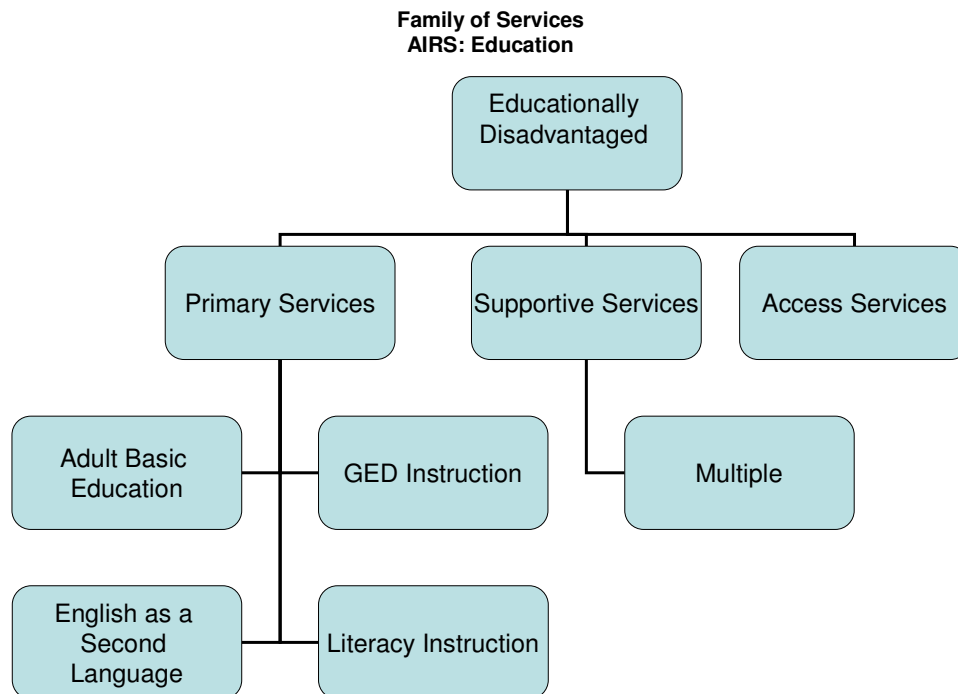 Family of Services
AIRS: Education
Educationally
Disadvantaged
Primary Services
Supportive Services
Access Services
Adult Basic
Education
GED Instruction
Multiple
English as a
Second
Language
Literacy Instruction